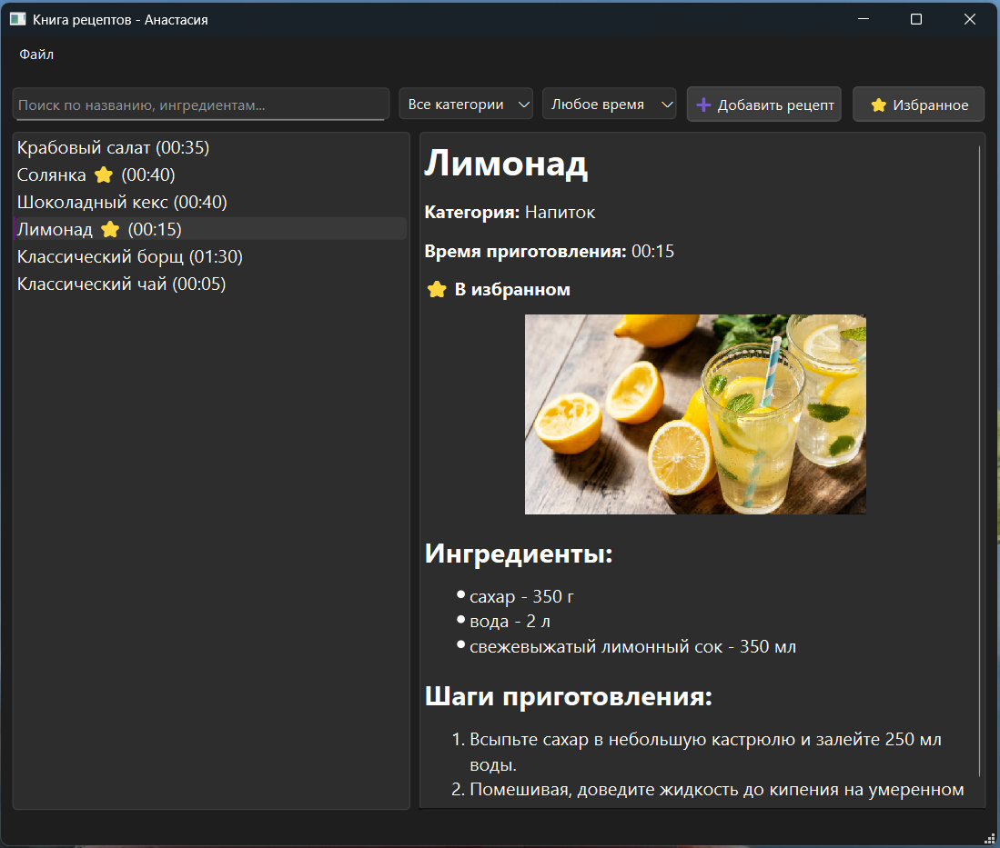 Книга рецептов - Анастасия
Файл
Поиск по названию, ингредиентам...
Все категории
Любое время
Добавить рецепт
Избранное
Крабовый салат (00:35)
Солянка ⭐ (00:40)
Шоколадный кекс (00:40)
Лимонад ⭐ (00:15)
Классический борщ (01:30)
Классический чай (00:05)
Лимонад
Категория: Напиток
Время приготовления: 00:15
⭐ В избранном
Ингредиенты:
• сахар - 350 г
• вода - 2 л
• свежевыжатый лимонный сок - 350 мл
Шаги приготовления:
1. Всыпьте сахар в небольшую кастрюлю и залейте 250 мл
воды.
2. Помешивая, доведите жидкость до кипения на умеренном